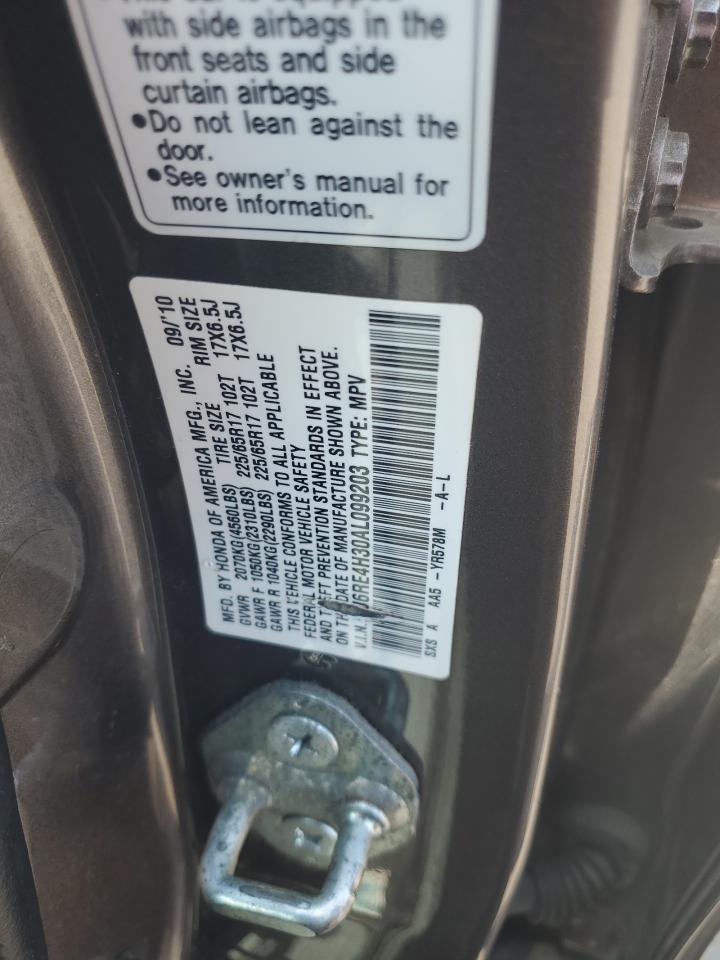 with side airbags in the
front seats and side
curtain airbags.
•Do not lean against the
door.
•See owner's manual for
more information.
MFD. BY HONDA OF AMERICA MFG., INC. 09/'10
TIRE SIZE RIM SIZE
GVWR 2070KG(4560LBS)
GAWR F 1050KG(2310LBS) 225/65R17 102T 17X6.5J
GAWR R 1040KG(2290LBS) 225/65R17 102T 17X6.5J
THIS VEHICLE CONFORMS TO ALL APPLICABLE
FEDERAL MOTOR VEHICLE SAFETY
AND THEFT PREVENTION STANDARDS IN EFFECT
ON THE DATE OF MANUFACTURE SHOWN ABOVE.
V.I.N. TYPE: MPV
SXS A AA5 -YR578M -A-L